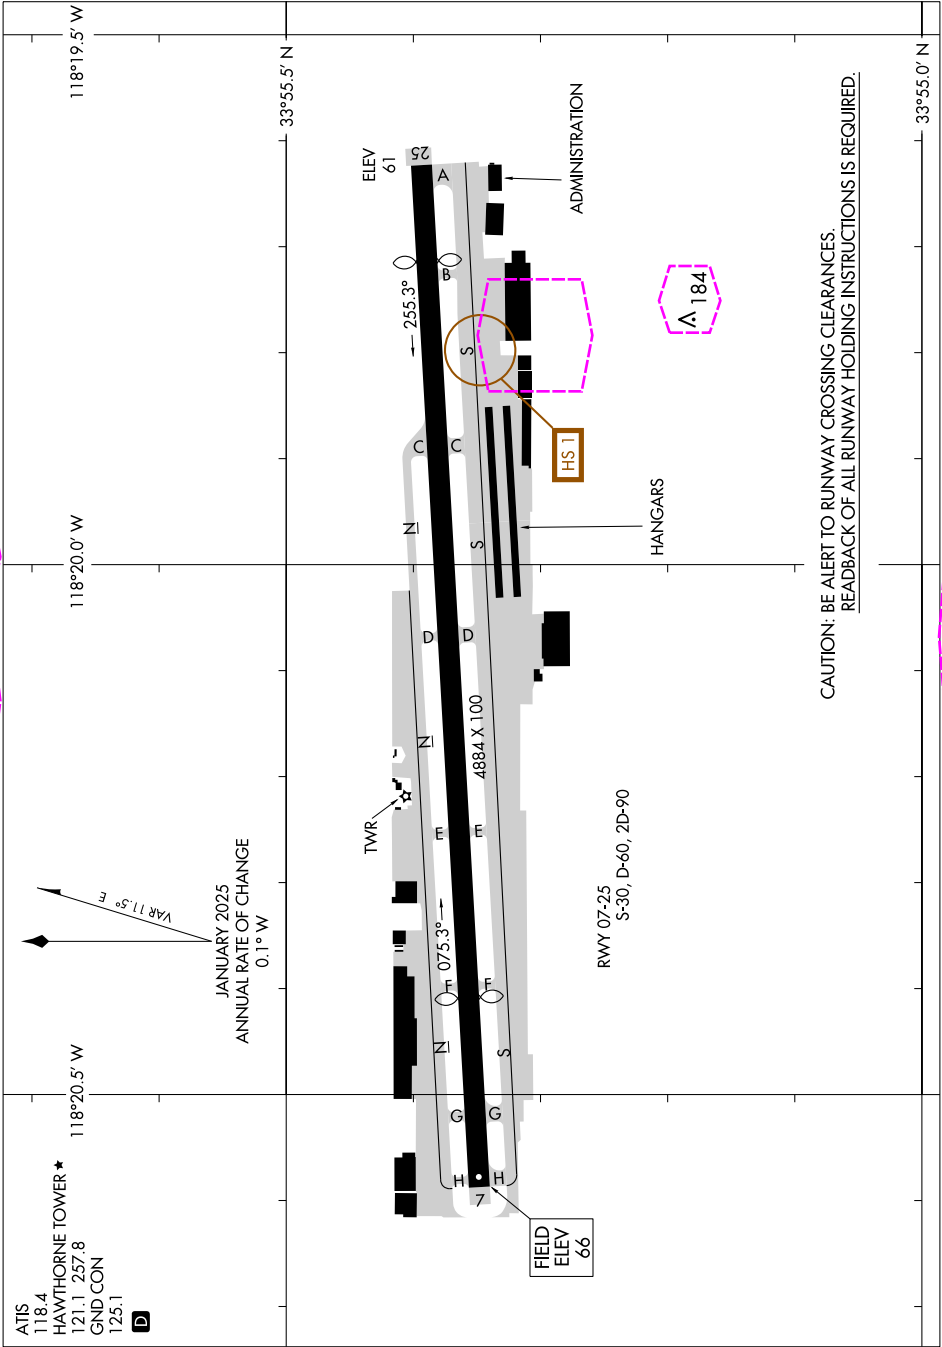 ATIS
118.4
HAWTHORNE TOWER ★
121.1 257.8
GND CON
125.1
D
118°20.5' W
118°20.0' W
118°19.5' W
33°55.5' N
33°55.0' N
VAR 11.5° E
JANUARY 2025
ANNUAL RATE OF CHANGE
0.1° W
TWR
ELEV
61
25
A
B
255.3°
S
C
C
N
S
D
D
N
4884 X 100
E
E
075.3°
F
F
N
S
G
G
H
H
7
FIELD
ELEV
66
HS 1
HANGARS
ADMINISTRATION
184
RWY 07-25
S-30, D-60, 2D-90
CAUTION: BE ALERT TO RUNWAY CROSSING CLEARANCES.
READBACK OF ALL RUNWAY HOLDING INSTRUCTIONS IS REQUIRED.